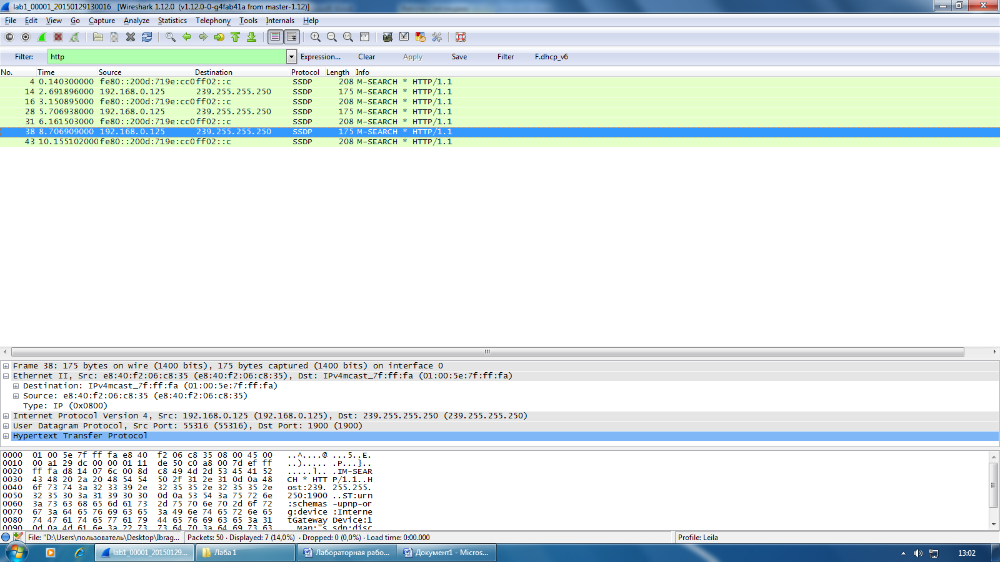 lab1_00001_20150129130016 [Wireshark 1.12.0 (v1.12.0-0-g4fab41a from master-1.12)]
File Edit View Go Capture Analyze Statistics Telephony Tools Internals Help
Filter: http Expression... Clear Apply Save Filter F.dhcp_v6
No. Time Source Destination Protocol Length Info
4 0.140300000 fe80::200d:719e:cc0 ff02::c SSDP 208 M-SEARCH * HTTP/1.1
14 2.691896000 192.168.0.125 239.255.255.250 SSDP 175 M-SEARCH * HTTP/1.1
16 3.150895000 fe80::200d:719e:cc0 ff02::c SSDP 208 M-SEARCH * HTTP/1.1
28 5.706938000 192.168.0.125 239.255.255.250 SSDP 175 M-SEARCH * HTTP/1.1
31 6.161503000 fe80::200d:719e:cc0 ff02::c SSDP 208 M-SEARCH * HTTP/1.1
38 8.706909000 192.168.0.125 239.255.255.250 SSDP 175 M-SEARCH * HTTP/1.1
43 10.155102000 fe80::200d:719e:cc0 ff02::c SSDP 208 M-SEARCH * HTTP/1.1
Frame 38: 175 bytes on wire (1400 bits), 175 bytes captured (1400 bits) on interface 0
Ethernet II, Src: e8:40:f2:06:c8:35 (e8:40:f2:06:c8:35), Dst: IPv4mcast_7f:ff:fa (01:00:5e:7f:ff:fa)
Destination: IPv4mcast_7f:ff:fa (01:00:5e:7f:ff:fa)
Source: e8:40:f2:06:c8:35 (e8:40:f2:06:c8:35)
Type: IP (0x0800)
Internet Protocol Version 4, Src: 192.168.0.125 (192.168.0.125), Dst: 239.255.255.250 (239.255.255.250)
User Datagram Protocol, Src Port: 55316 (55316), Dst Port: 1900 (1900)
Hypertext Transfer Protocol
0000 01 00 5e 7f ff fa e8 40 f2 06 c8 35 08 00 45 00 ..^....@ ...5..E.
0010 00 a1 29 dc 00 00 01 11 de 50 c0 a8 00 7d ef ff ..)..... .P...}..
0020 ff fa d8 14 07 6c 00 8d c8 49 4d 2d 53 45 41 52 .....l.. .IM-SEAR
0030 43 48 20 2a 20 48 54 54 50 2f 31 2e 31 0d 0a 48 CH * HTT P/1.1..H
0040 6f 73 74 3a 32 33 39 2e 32 35 35 2e 32 35 35 2e ost:239. 255.255.
0050 32 35 30 3a 31 39 30 30 0d 0a 53 54 3a 75 72 6e 250:1900 ..ST:urn
0060 3a 73 63 68 65 6d 61 73 2d 75 70 6e 70 2d 6f 72 :schemas -upnp-or
0070 67 3a 64 65 76 69 63 65 3a 49 6e 74 65 72 6e 65 g:device :Interne
0080 74 47 61 74 65 77 61 79 44 65 76 69 63 65 3a 31 tGateway Device:1
0090 0d 0a 4d 61 6e 3a 22 73 73 64 70 3a 64 69 73 63 ..Man:"s sdp:disc
File: "D:\Users\пользователь\Desktop\Ibrag... Packets: 50 · Displayed: 7 (14,0%) · Dropped: 0 (0,0%) · Load time: 0:00.000 Profile: Leila
lab1_00001_20150129... Лаба 1 Лабораторная рабо... Документ1 - Micros... 13:02